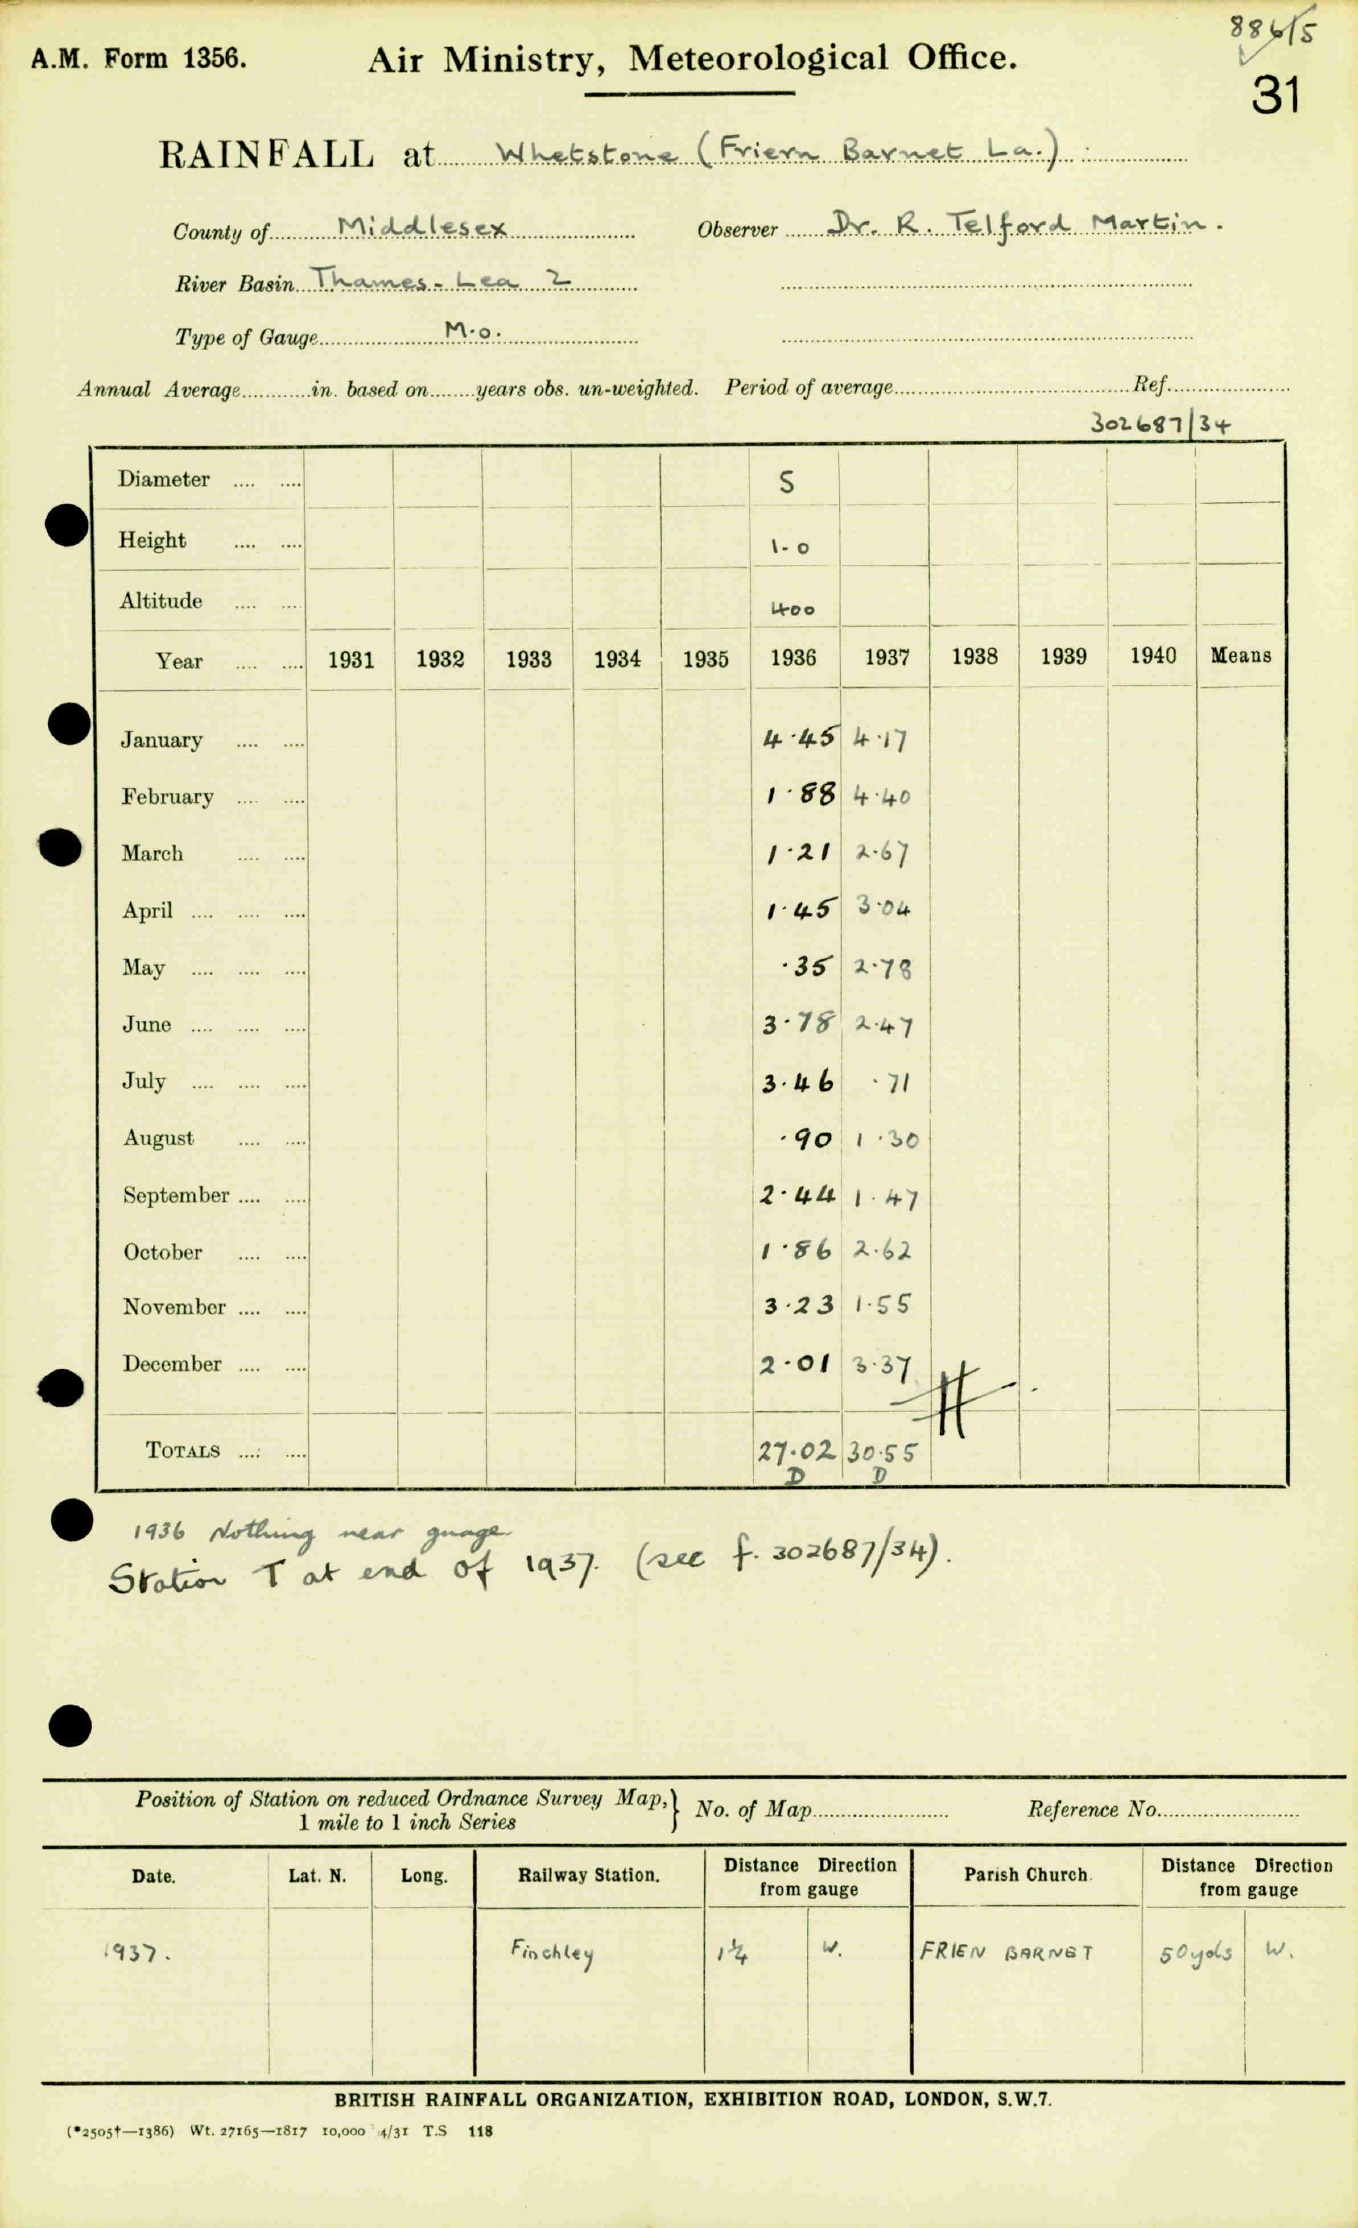 886/5
A.M. Form 1356. Air Ministry, Meteorological Office.
31
RAINFALL at Whetstone (Friern Barnet La.)
County of Middlesex Observer Dr. R. Telford Martin.
River Basin Thames-Lea 2
Type of Gauge M.O.
Annual Average in. based on years obs. un-weighted. Period of average Ref.
302687/34
Diameter 5
Height 1-0
Altitude 400
Year 1931 1932 1933 1934 1935 1936 1937 1938 1939 1940 Means
January 4.45 4.17
February 1.88 4.40
March 1.21 2.67
April 1.45 3.04
May .35 2.78
June 3.78 2.47
July 3.46 .71
August .90 1.30
September 2.44 1.47
October 1.86 2.62
November 3.23 1.55
December 2.01 3.37
TOTALS 27.02 30.55
D D
1936 Nothing near guage.
Station T at end of 1937. (see f. 302687/34).
Position of Station on reduced Ordnance Survey Map, 1 mile to 1 inch Series } No. of Map Reference No.
Date. Lat. N. Long. Railway Station. Distance Direction from gauge Parish Church. Distance Direction from gauge
1937. Finchley 1¼ W. FRIEN BARNET 50yds W.
BRITISH RAINFALL ORGANIZATION, EXHIBITION ROAD, LONDON, S.W.7.
(*2505†—1386) Wt. 27165—1817 10,000 4/31 T.S 118